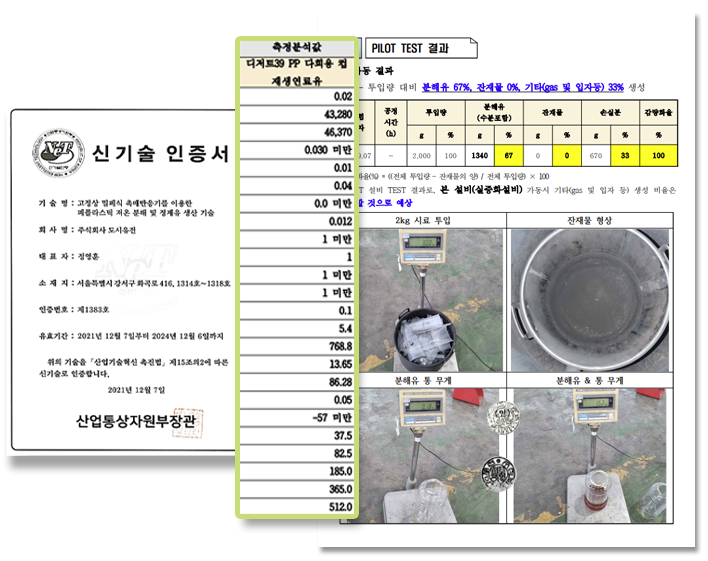 NeT
신기술 인증서
기 술 명 : 고정상 밀폐식 촉매반응기를 이용한
폐플라스틱 저온 분해 및 정제유 생산 기술
회 사 명 : 주식회사 도시유전
대 표 자 : 정영훈
소 재 지 : 서울특별시 강서구 화곡로 416, 1314호~1318호
인증번호 : 제1383호
유효기간 : 2021년 12월 7일부터 2024년 12월 6일까지
위의 기술을 「산업기술혁신 촉진법」 제15조의2에 따른
신기술로 인증합니다.
2021년 12월 7일
산업통상자원부장관
측정분석값
디저트39 PP 다회용 컵
재생연료유
0.02
43,280
46,370
0.030 미만
0.01
0.04
0.0 미만
0.012
1 미만
1
1 미만
1 미만
0.1
5.4
768.8
13.65
86.28
0.05
-57 미만
37.5
82.5
185.0
365.0
512.0
PILOT TEST 결과
동 결과
- 투입량 대비 분해유 67%, 잔재물 0%, 기타(gas 및 입자등) 33% 생성
공정 시간 (h) 투입량 분해유 (수분포함) 잔재물 손실분 감량화율
g % g % g % g % %
.07 - 2,000 100 1340 67 0 0 670 33 100
화율(%) = ((전체 투입량 - 잔재물의 양) / 전체 투입량) × 100
T 설비 TEST 결과로, 본 설비(실증화설비) 가동시 기타(gas 및 입자 등) 생성 비율은
할 것으로 예상
2kg 시료 투입 잔재물 형상
분해유 통 무게 분해유 & 통 무게